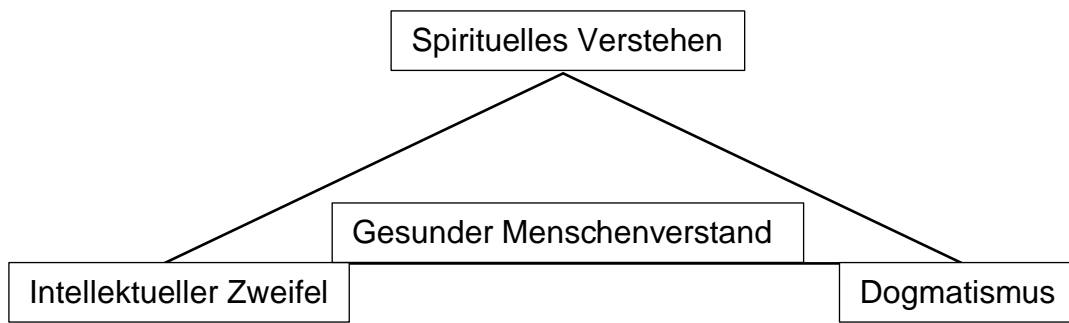 Spirituelles Verstehen
Gesunder Menschenverstand
Intellektueller Zweifel
Dogmatismus